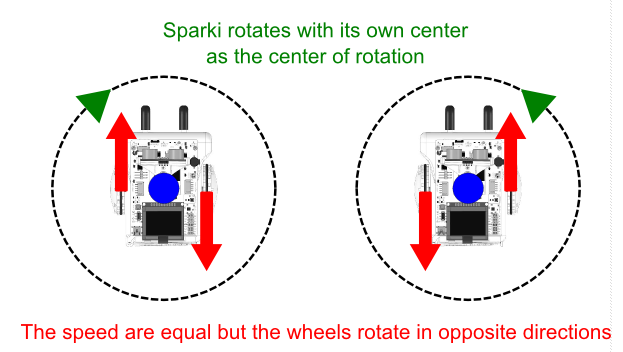 Sparki rotates with its own center
as the center of rotation
The speed are equal but the wheels rotate in opposite directions